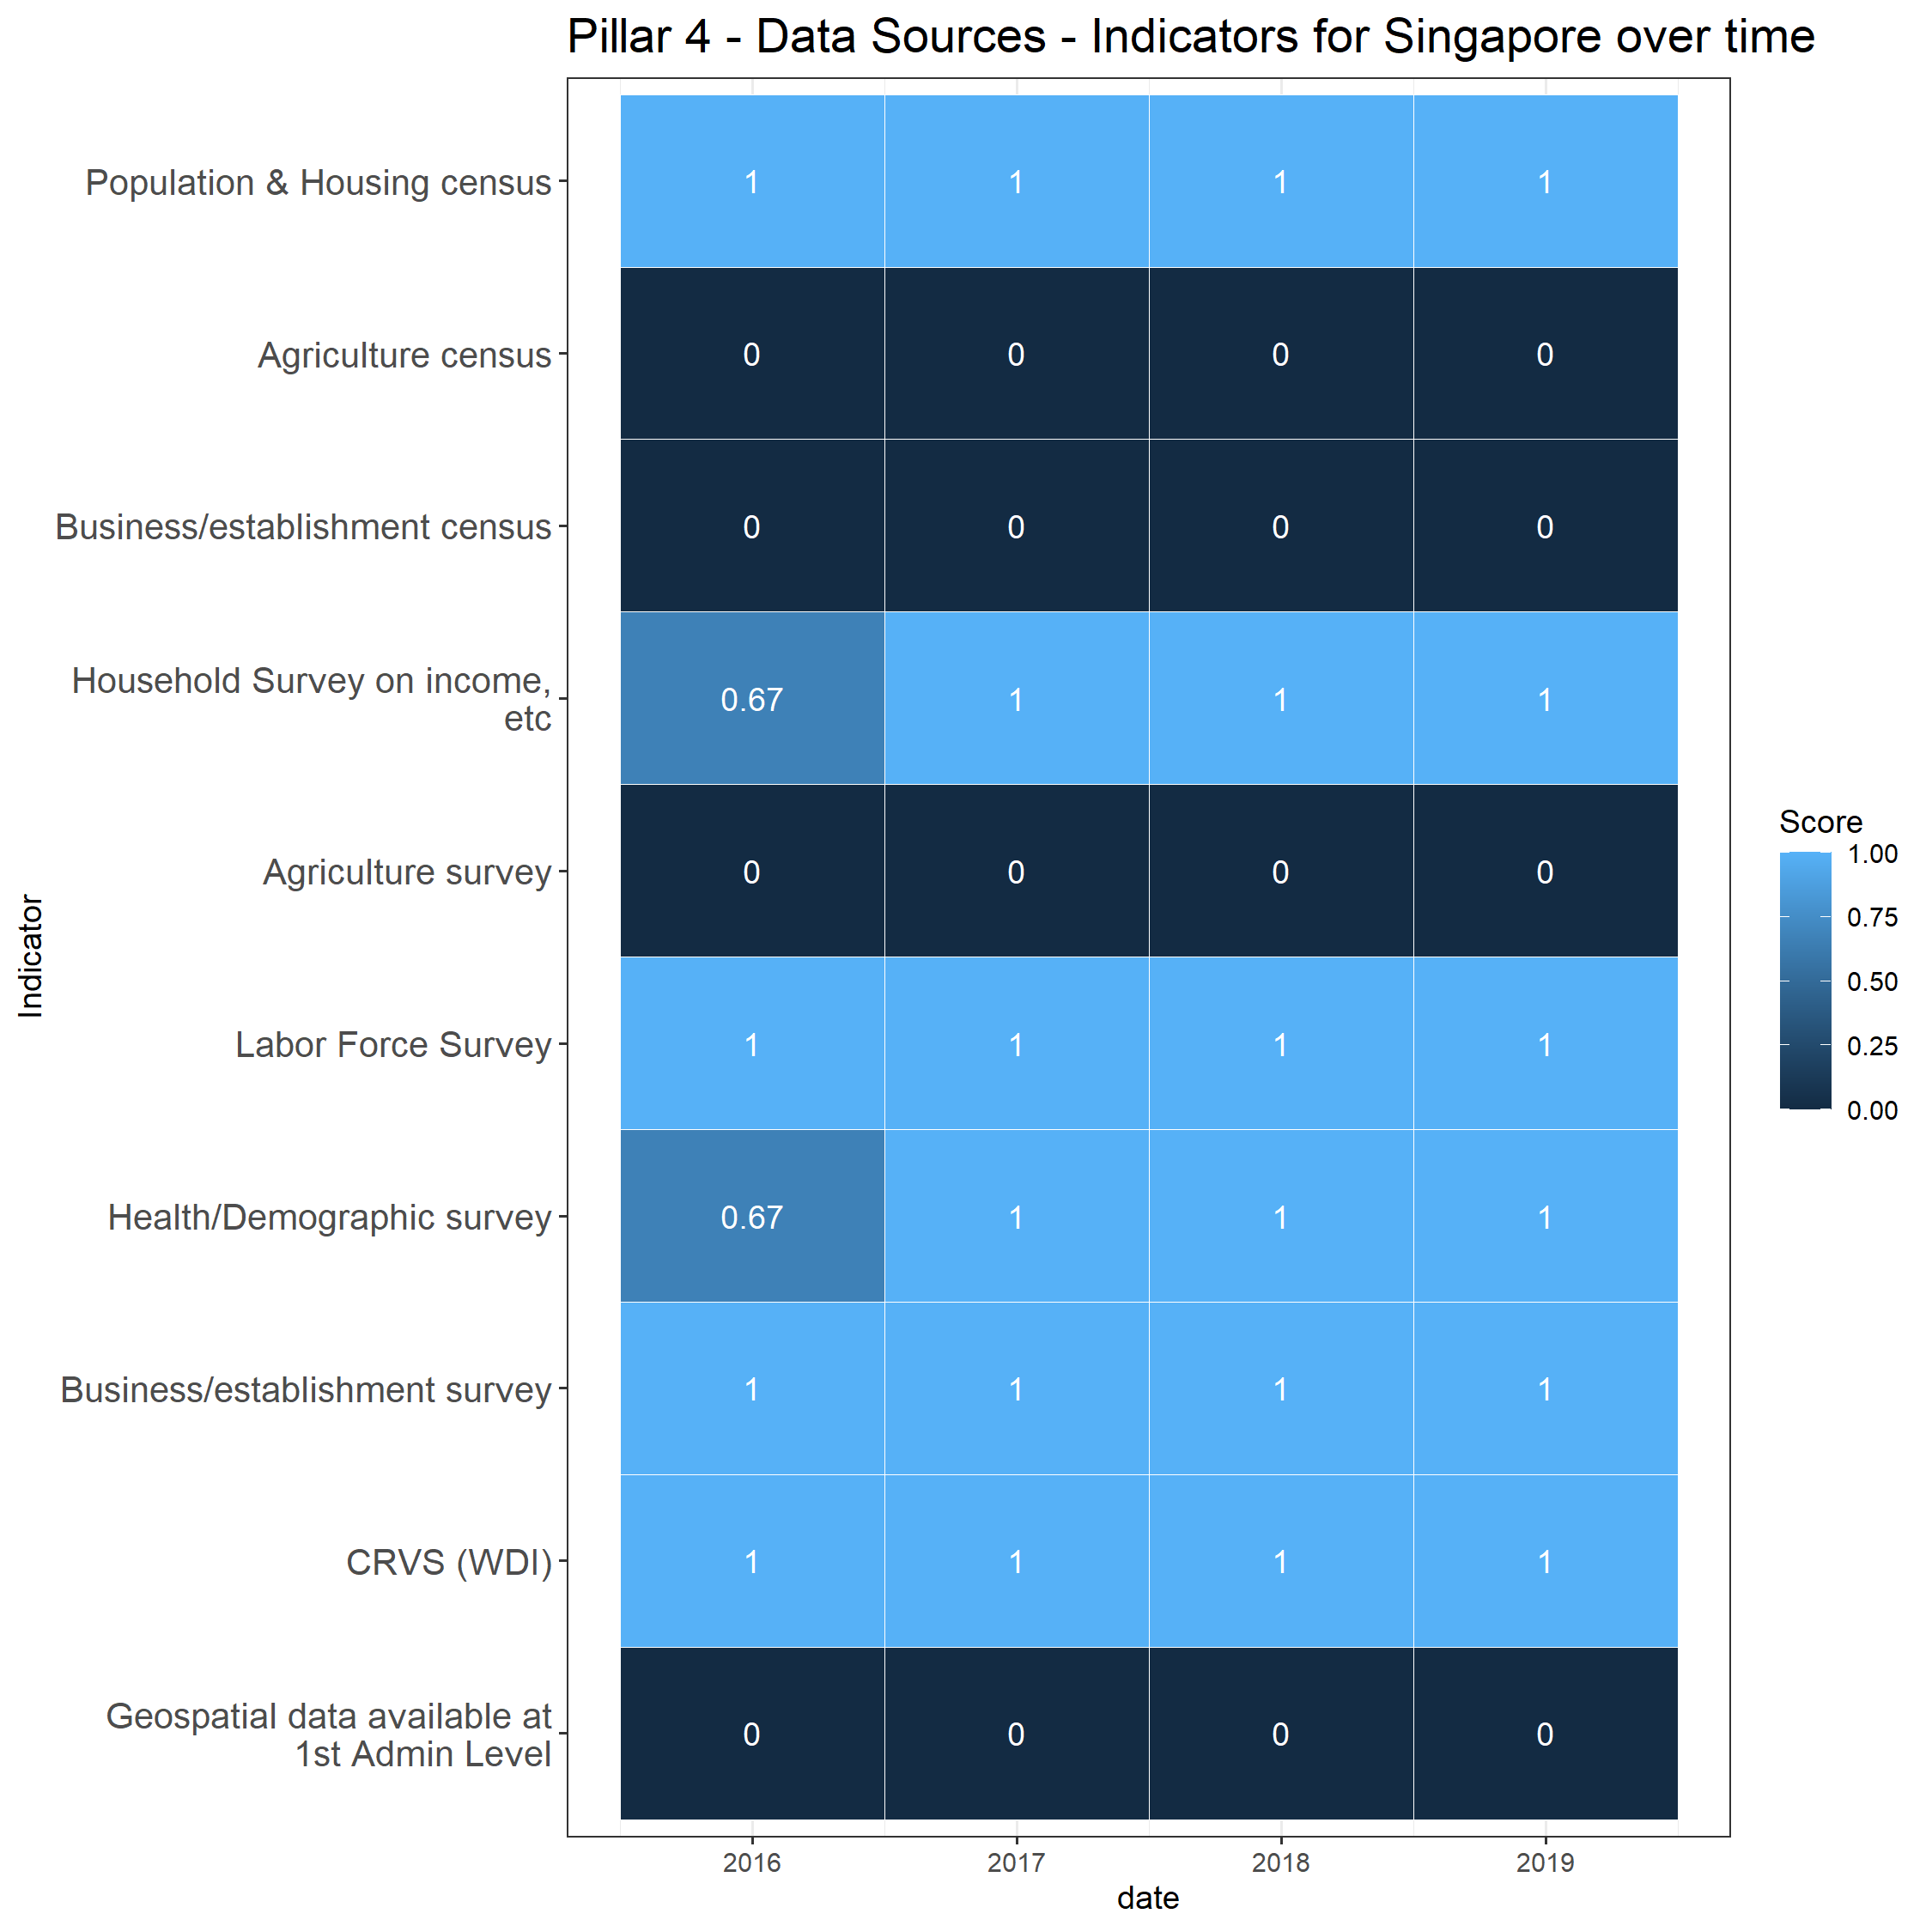 Pillar 4 - Data Sources - Indicators for Singapore over time
Indicator
Population & Housing census
1 1 1 1
Agriculture census
0 0 0 0
Business/establishment census
0 0 0 0
Household Survey on income,
etc
0.67 1 1 1
Agriculture survey
0 0 0 0
Labor Force Survey
1 1 1 1
Health/Demographic survey
0.67 1 1 1
Business/establishment survey
1 1 1 1
CRVS (WDI)
1 1 1 1
Geospatial data available at
1st Admin Level
0 0 0 0
2016 2017 2018 2019
date
Score
1.00
0.75
0.50
0.25
0.00